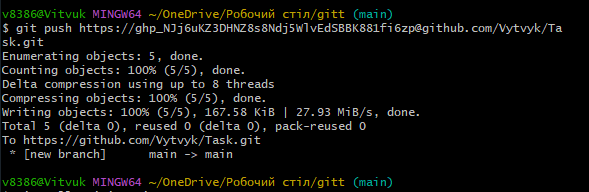 v8386@Vitvuk MINGW64 ~/OneDrive/Робочий стіл/gitt (main)
$ git push https://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@github.com/Vytvyk/Ta
sk.git
Enumerating objects: 5, done.
Counting objects: 100% (5/5), done.
Delta compression using up to 8 threads
Compressing objects: 100% (5/5), done.
Writing objects: 100% (5/5), 167.58 KiB | 27.93 MiB/s, done.
Total 5 (delta 0), reused 0 (delta 0), pack-reused 0
To https://github.com/Vytvyk/Task.git
 * [new branch]      main -> main

v8386@Vitvuk MINGW64 ~/OneDrive/Робочий стіл/gitt (main)